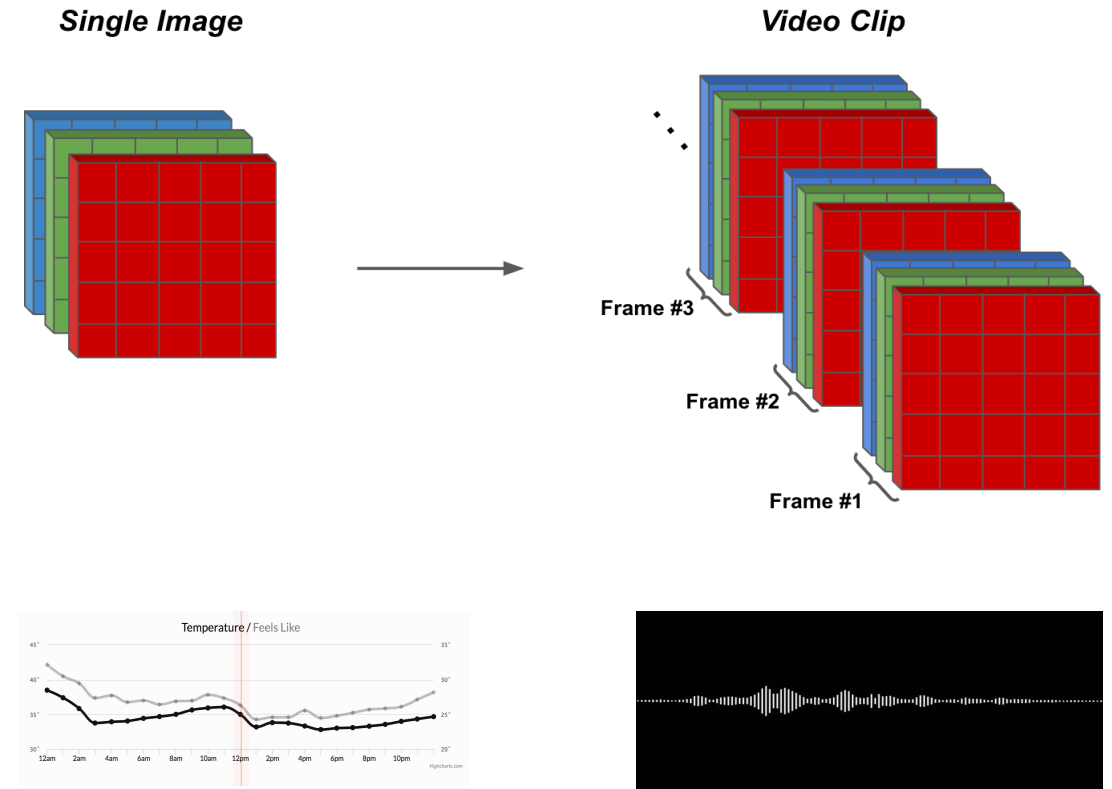 Single Image
Video Clip
Frame #3
Frame #2
Frame #1
Temperature / Feels Like
45° 35°
40° 30°
35° 25°
30° 20°
12am 2am 4am 6am 8am 10am 12pm 2pm 4pm 6pm 8pm 10pm
Highcharts.com